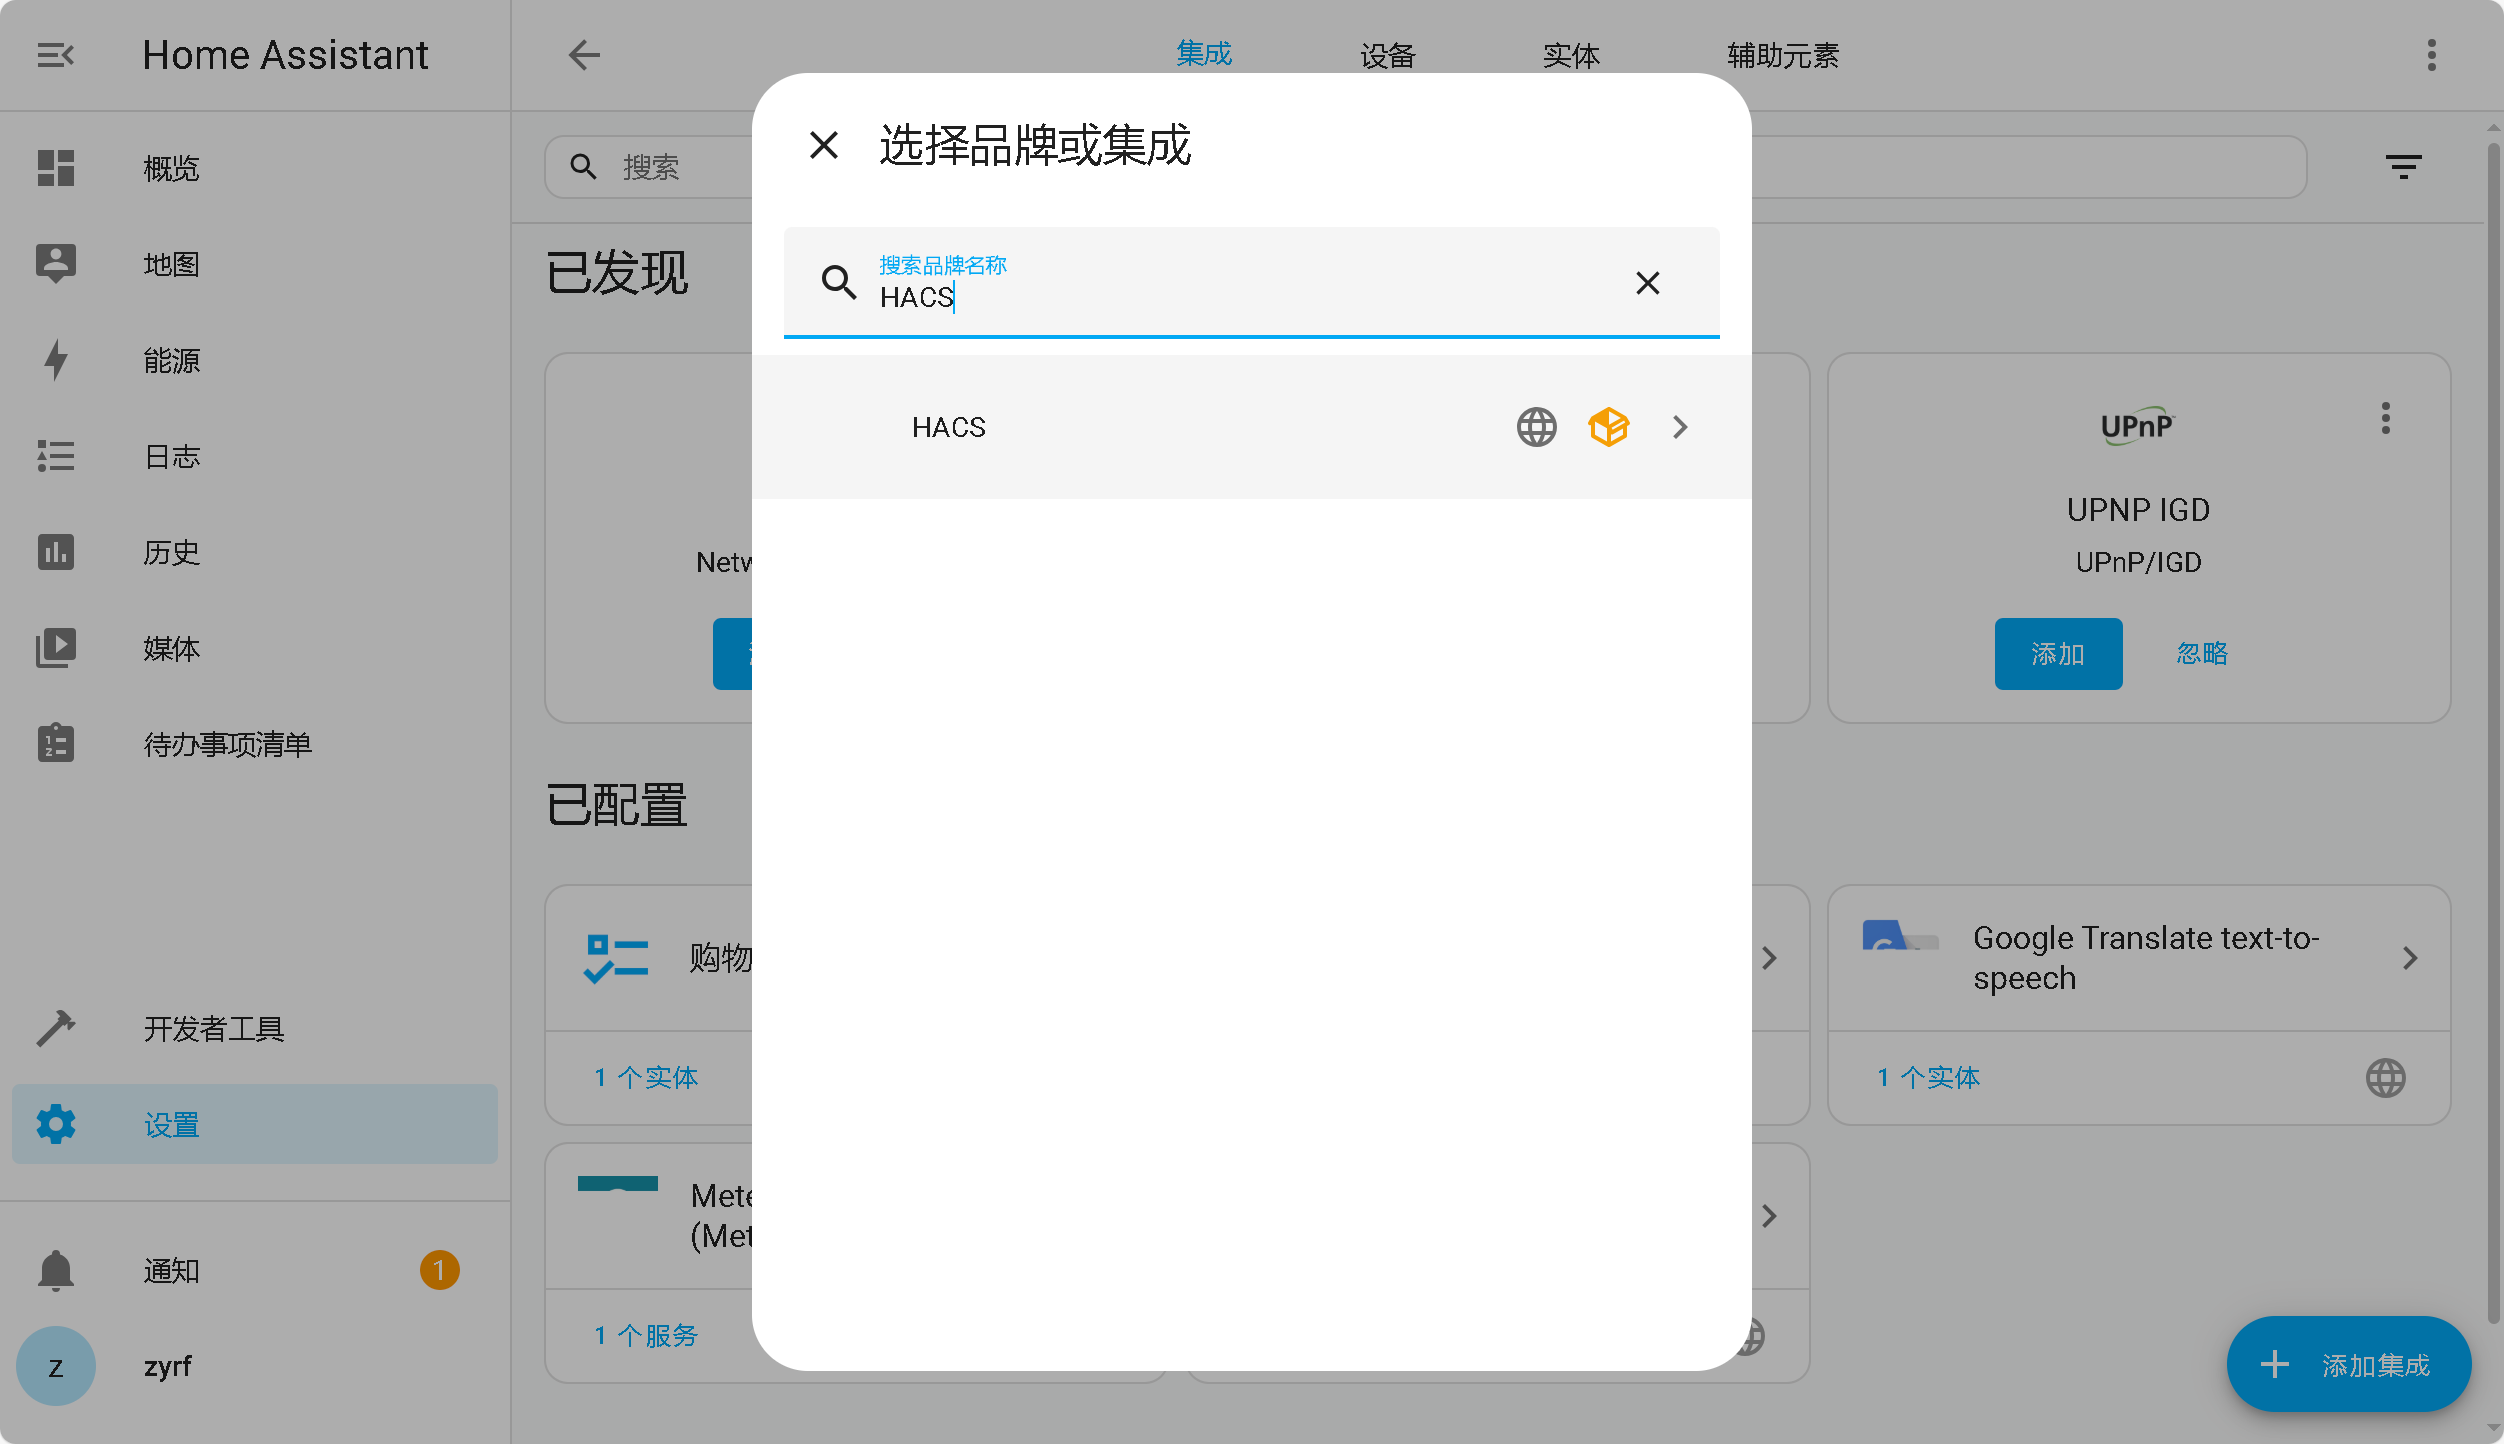 Home Assistant
集成
设备
实体
辅助元素
概览
地图
能源
日志
历史
媒体
待办事项清单
开发者工具
设置
通知
1
z
zyrf
搜索
已发现
选择品牌或集成
搜索品牌名称
HACS
HACS
UPnP
UPNP IGD
UPnP/IGD
添加
忽略
已配置
购物
1 个实体
Google Translate text-to-
speech
1 个实体
1 个服务
添加集成